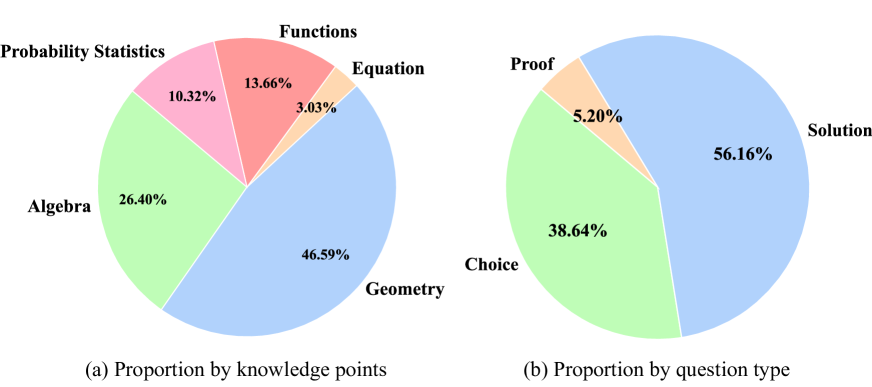 Functions
Probability Statistics
Equation
13.66%
10.32%
3.03%
26.40%
Algebra
46.59%
Geometry
(a) Proportion by knowledge points
Proof
5.20%
Solution
56.16%
38.64%
Choice
(b) Proportion by question type